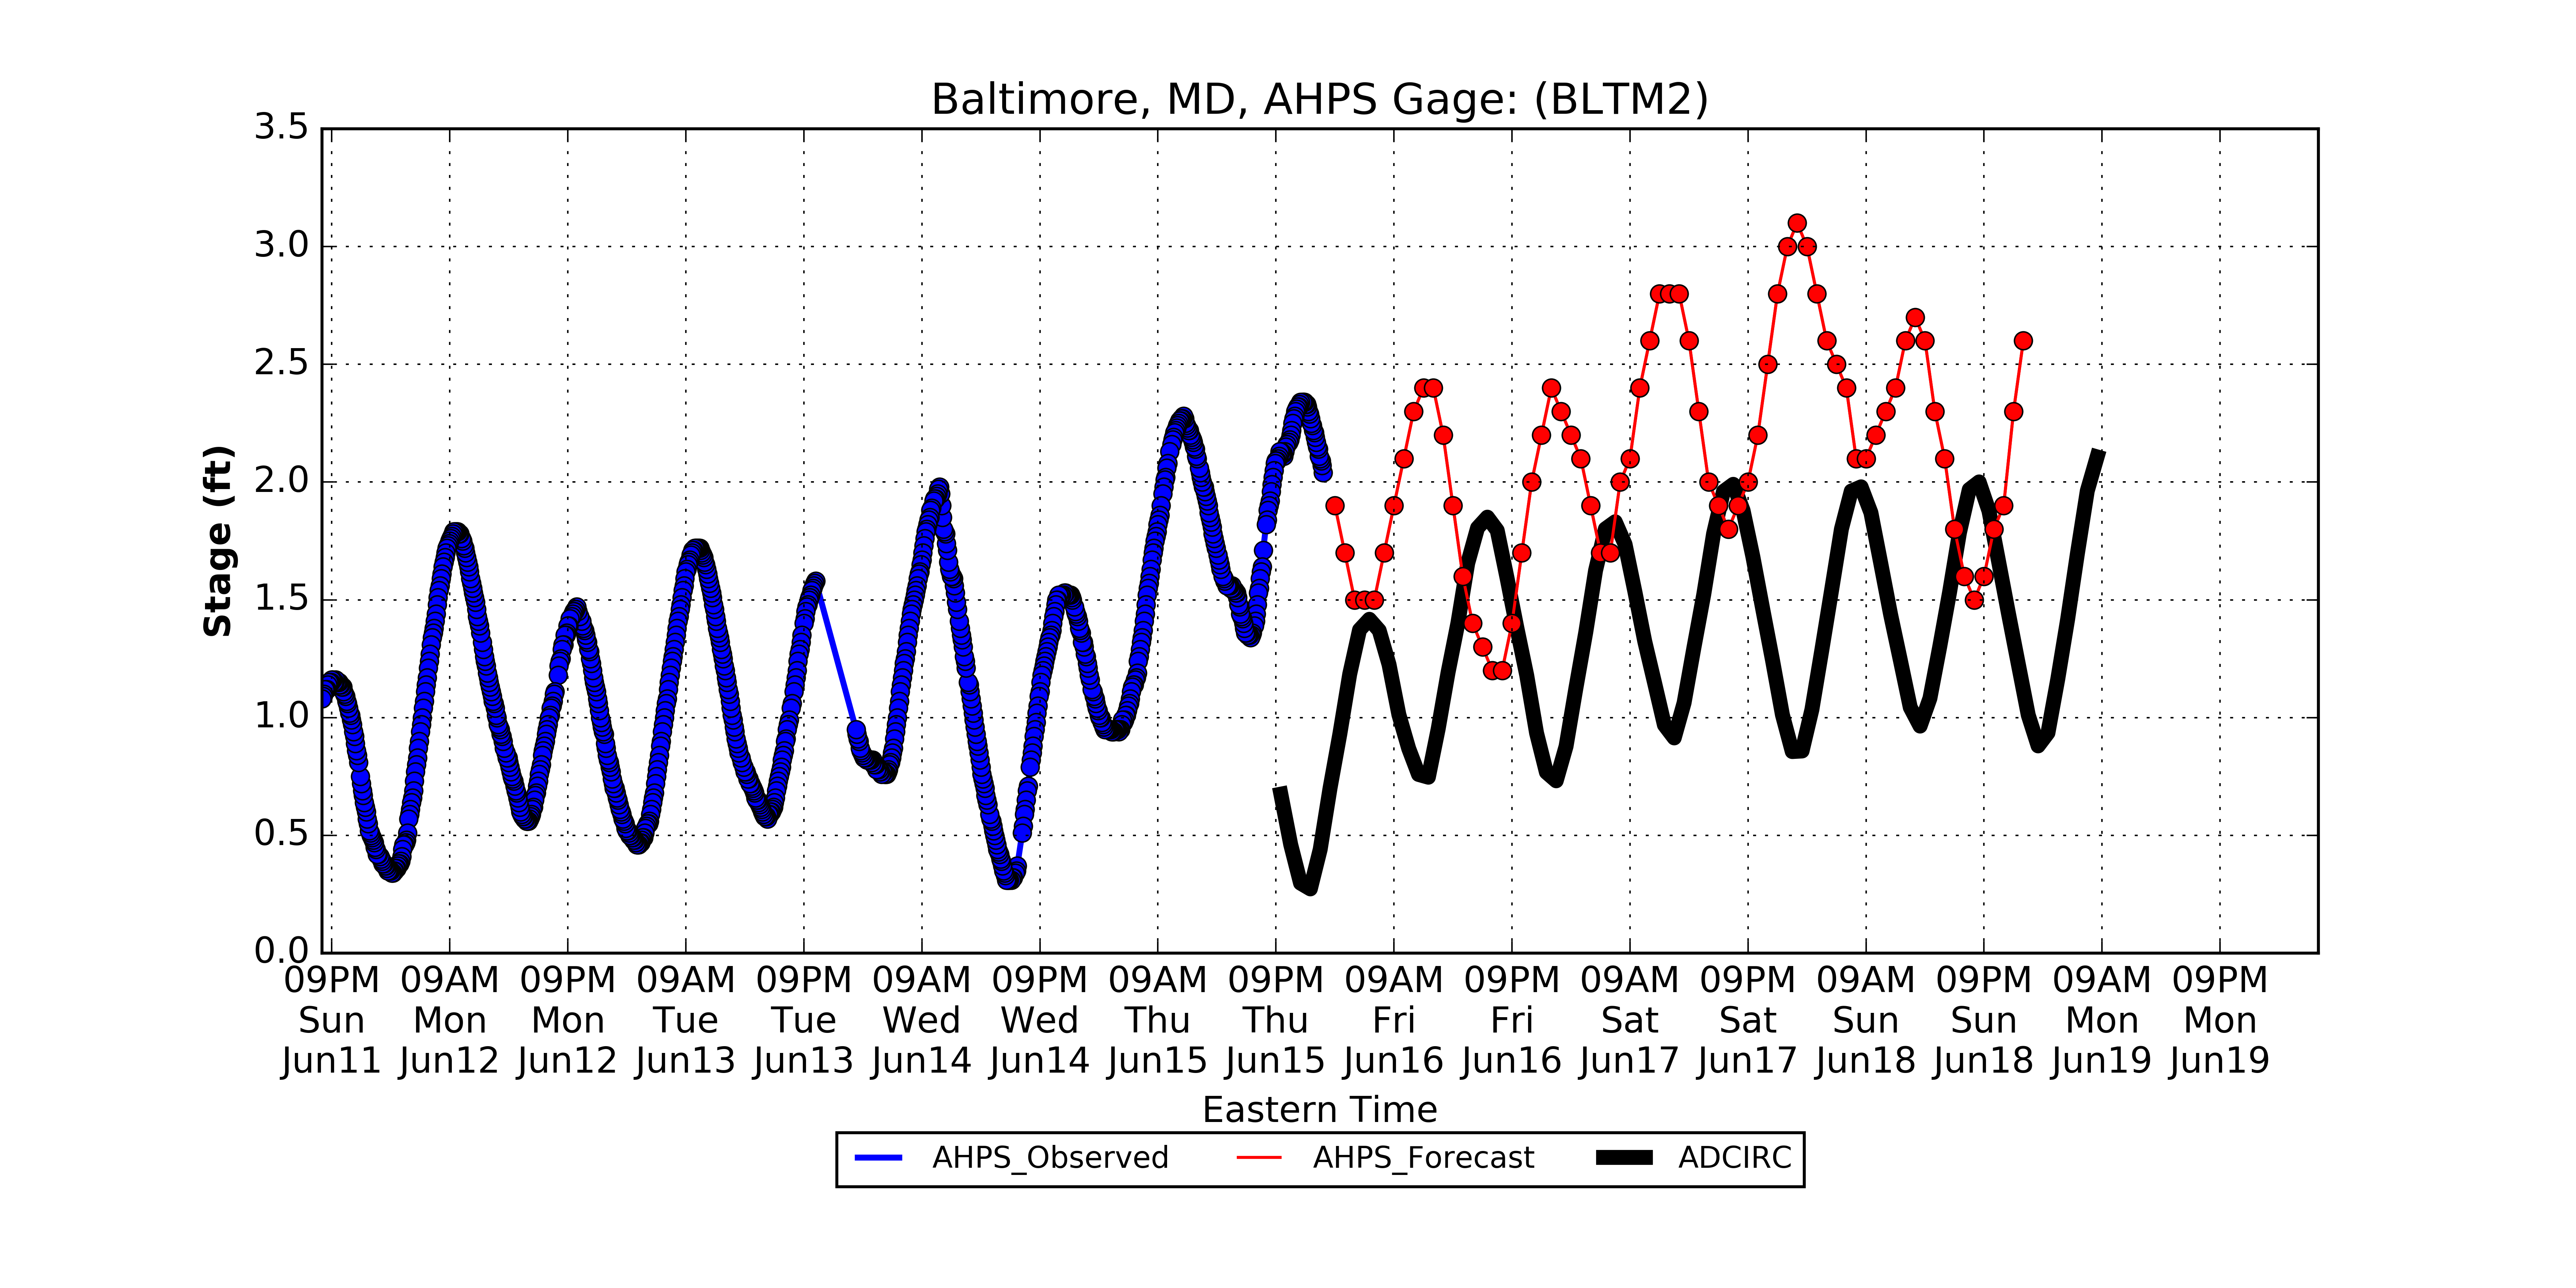 Baltimore, MD, AHPS Gage: (BLTM2)
3.5
3.0
2.5
2.0
1.5
1.0
0.5
0.0
Stage (ft)
09PM 09AM 09PM 09AM 09PM 09AM 09PM 09AM 09PM 09AM 09PM 09AM 09PM 09AM 09PM 09AM 09PM
Sun Mon Mon Tue Tue Wed Wed Thu Thu Fri Fri Sat Sat Sun Sun Mon Mon
Jun11 Jun12 Jun12 Jun13 Jun13 Jun14 Jun14 Jun15 Jun15 Jun16 Jun16 Jun17 Jun17 Jun18 Jun18 Jun19 Jun19
Eastern Time
AHPS_Observed AHPS_Forecast ADCIRC